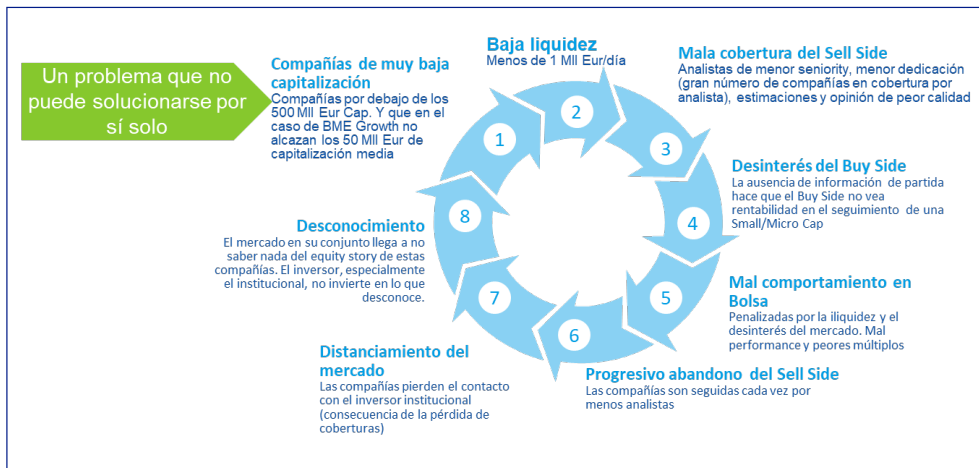 Un problema que no
puede solucionarse por
sí solo
Compañías de muy baja
capitalización
Compañías por debajo de los
500 Mll Eur Cap. Y que en el
caso de BME Growth no
alcazan los 50 Mll Eur de
capitalización media
Baja liquidez
Menos de 1 Mll Eur/día
Mala cobertura del Sell Side
Analistas de menor seniority, menor dedicación
(gran número de compañías en cobertura por
analista), estimaciones y opinión de peor calidad
Desinterés del Buy Side
La ausencia de información de partida
hace que el Buy Side no vea
rentabilidad en el seguimiento de una
Small/Micro Cap
Mal comportamiento en
Bolsa
Penalizadas por la iliquidez y el
desinterés del mercado. Mal
performance y peores múltiplos
Progresivo abandono del Sell Side
Las compañías son seguidas cada vez por
menos analistas
Distanciamiento del
mercado
Las compañías pierden el contacto
con el inversor institucional
(consecuencia de la pérdida de
coberturas)
Desconocimiento
El mercado en su conjunto llega a no
saber nada del equity story de estas
compañías. El inversor, especialmente
el institucional, no invierte en lo que
desconoce.
1
2
3
4
5
6
7
8